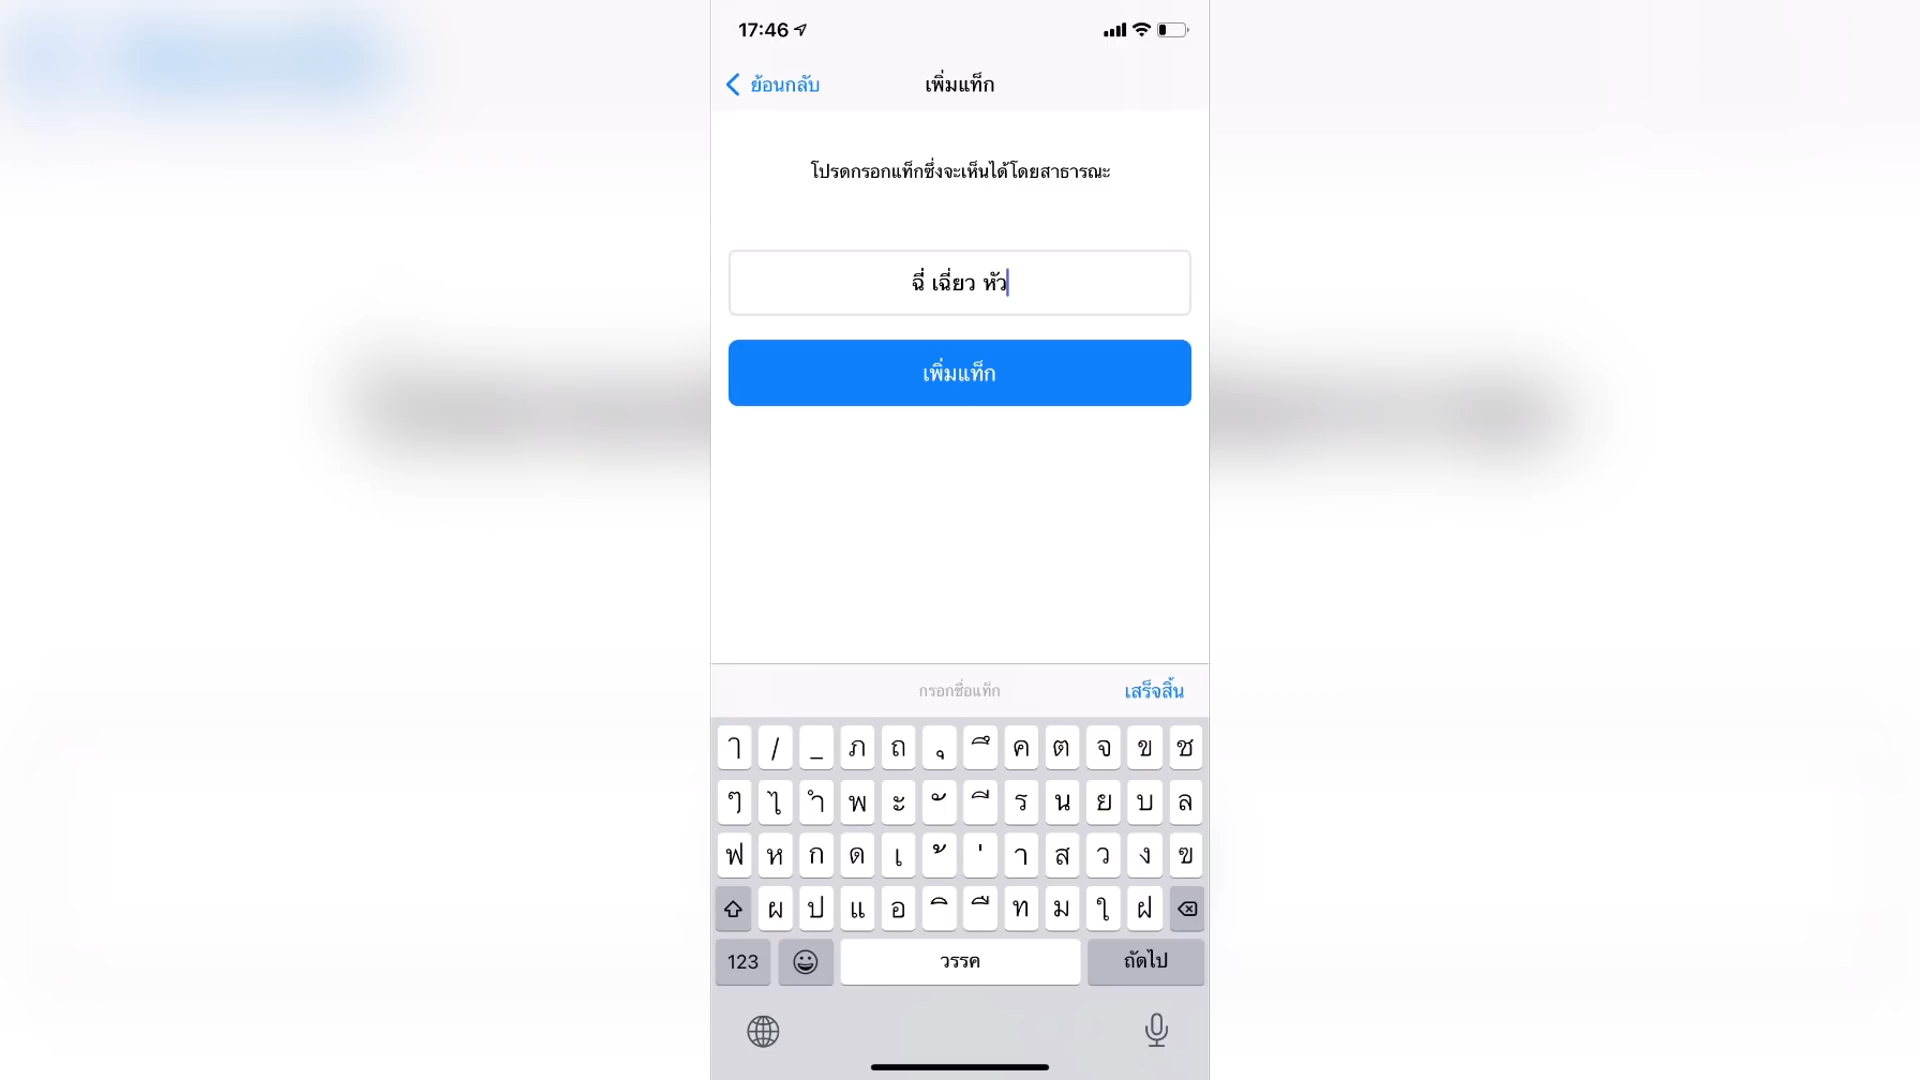 17:46
ย้อนกลับ
เพิ่มแท็ก
โปรดกรอกแท็กซึ่งจะเห็นได้โดยสาธารณะ
ฉี่ เฉี่ยว หัว
เพิ่มแท็ก
กรอกชื่อแท็ก
เสร็จสิ้น
ๅ / _ ภ ถ ุ ึ ค ต จ ข ช
ๆ ไ ำ พ ะ ั ี ร น ย บ ล
ฟ ห ก ด เ ้ ่ า ส ว ง ฃ
ผ ป แ อ ิ ื ท ม ใ ฝ
123 วรรค ถัดไป